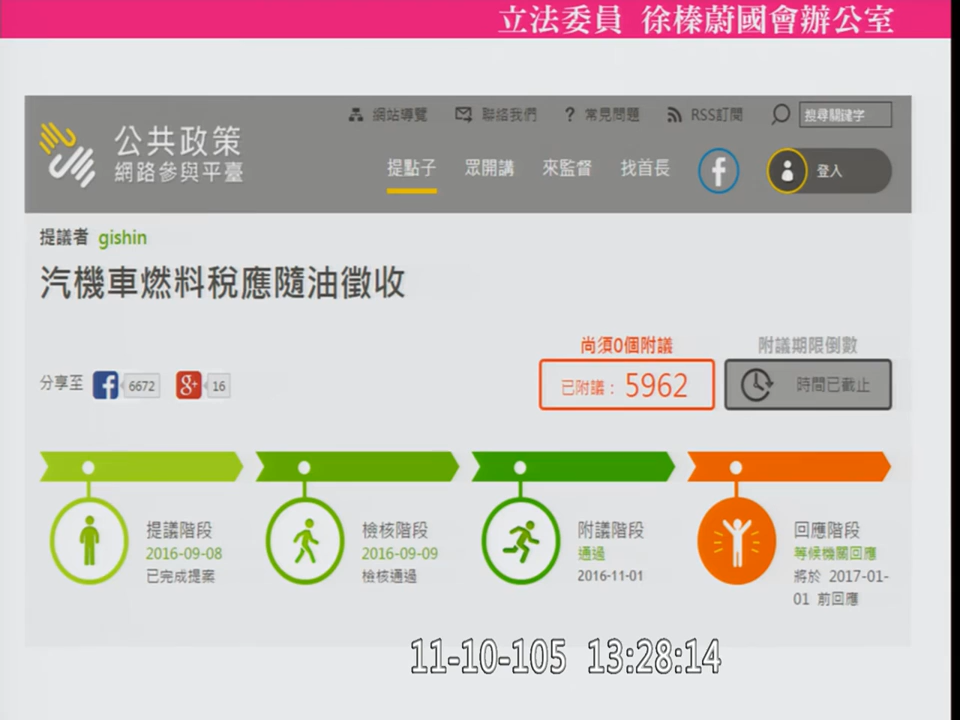 立法委員 徐榛蔚國會辦公室
網站導覽 聯絡我們 常見問題 RSS訂閱 搜尋關鍵字
公共政策
網路參與平臺
提點子 眾開講 來監督 找首長 登入
提議者 gishin
汽機車燃料稅應隨油徵收
尚須0個附議 附議期限倒數
分享至 6672 16 已附議： 5962 時間已截止
提議階段 檢核階段 附議階段 回應階段
2016-09-08 2016-09-09 通過 等候機關回應
已完成提案 檢核通過 2016-11-01 將於 2017-01-
01 前回應
11-10-105 13:28:14